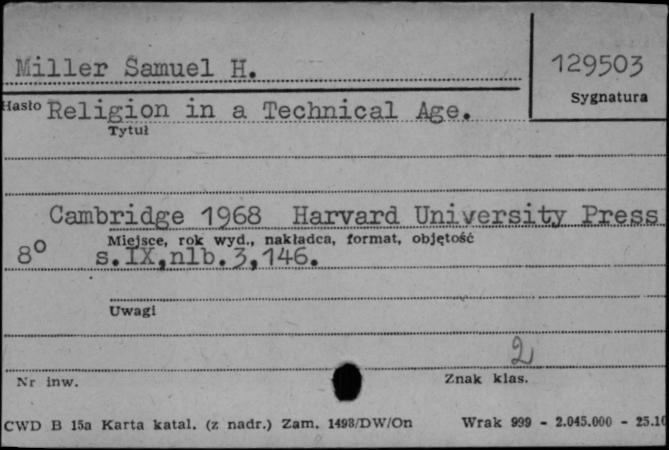 Miller Samuel H.
129503
Sygnatura
Hasło Religion in a Technical Age.
Tytuł
Cambridge 1968 Harvard University Press
Miejsce, rok wyd., nakładca, format, objętość
8° s.IX,nlb.3,146.
Uwagi
2
Nr inw. Znak klas.
CWD B 15a Karta katal. (z nadr.) Zam. 1498/DW/On Wrak 999 - 2.045.000 - 25.10